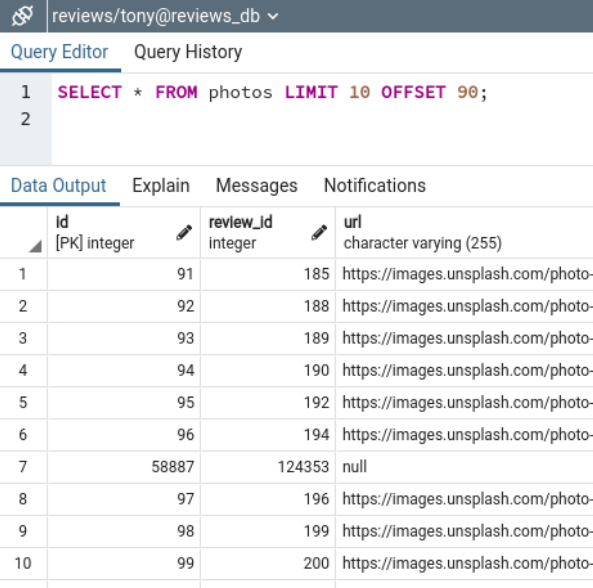 reviews/tony@reviews_db
Query Editor Query History
1 SELECT * FROM photos LIMIT 10 OFFSET 90;
2
Data Output Explain Messages Notifications
id review_id url
[PK] integer integer character varying (255)
1 91 185 https://images.unsplash.com/photo-
2 92 188 https://images.unsplash.com/photo-
3 93 189 https://images.unsplash.com/photo-
4 94 190 https://images.unsplash.com/photo-
5 95 192 https://images.unsplash.com/photo-
6 96 194 https://images.unsplash.com/photo-
7 58887 124353 null
8 97 196 https://images.unsplash.com/photo-
9 98 199 https://images.unsplash.com/photo-
10 99 200 https://images.unsplash.com/photo-